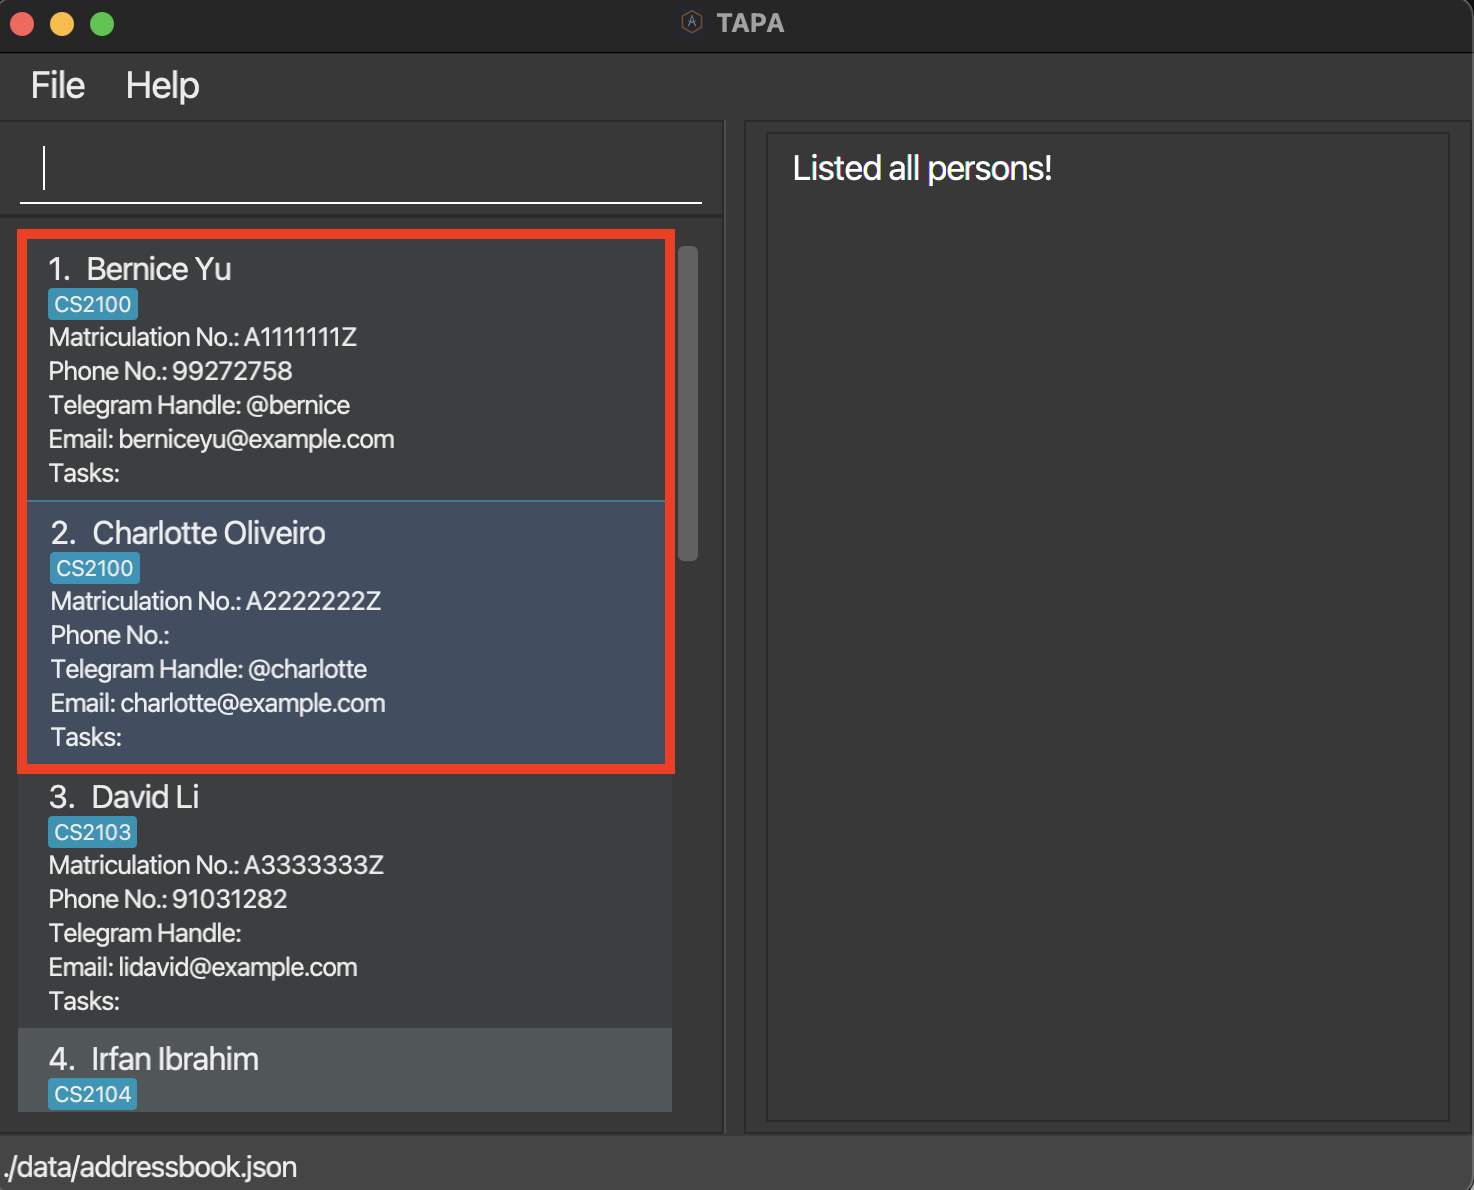 TAPA
File Help
Listed all persons!
1. Bernice Yu
CS2100
Matriculation No.: A1111111Z
Phone No.: 99272758
Telegram Handle: @bernice
Email: berniceyu@example.com
Tasks:
2. Charlotte Oliveiro
CS2100
Matriculation No.: A2222222Z
Phone No.:
Telegram Handle: @charlotte
Email: charlotte@example.com
Tasks:
3. David Li
CS2103
Matriculation No.: A3333333Z
Phone No.: 91031282
Telegram Handle:
Email: lidavid@example.com
Tasks:
4. Irfan Ibrahim
CS2104
./data/addressbook.json